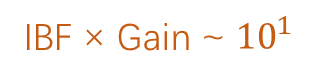 IBF × Gain ~ 10¹